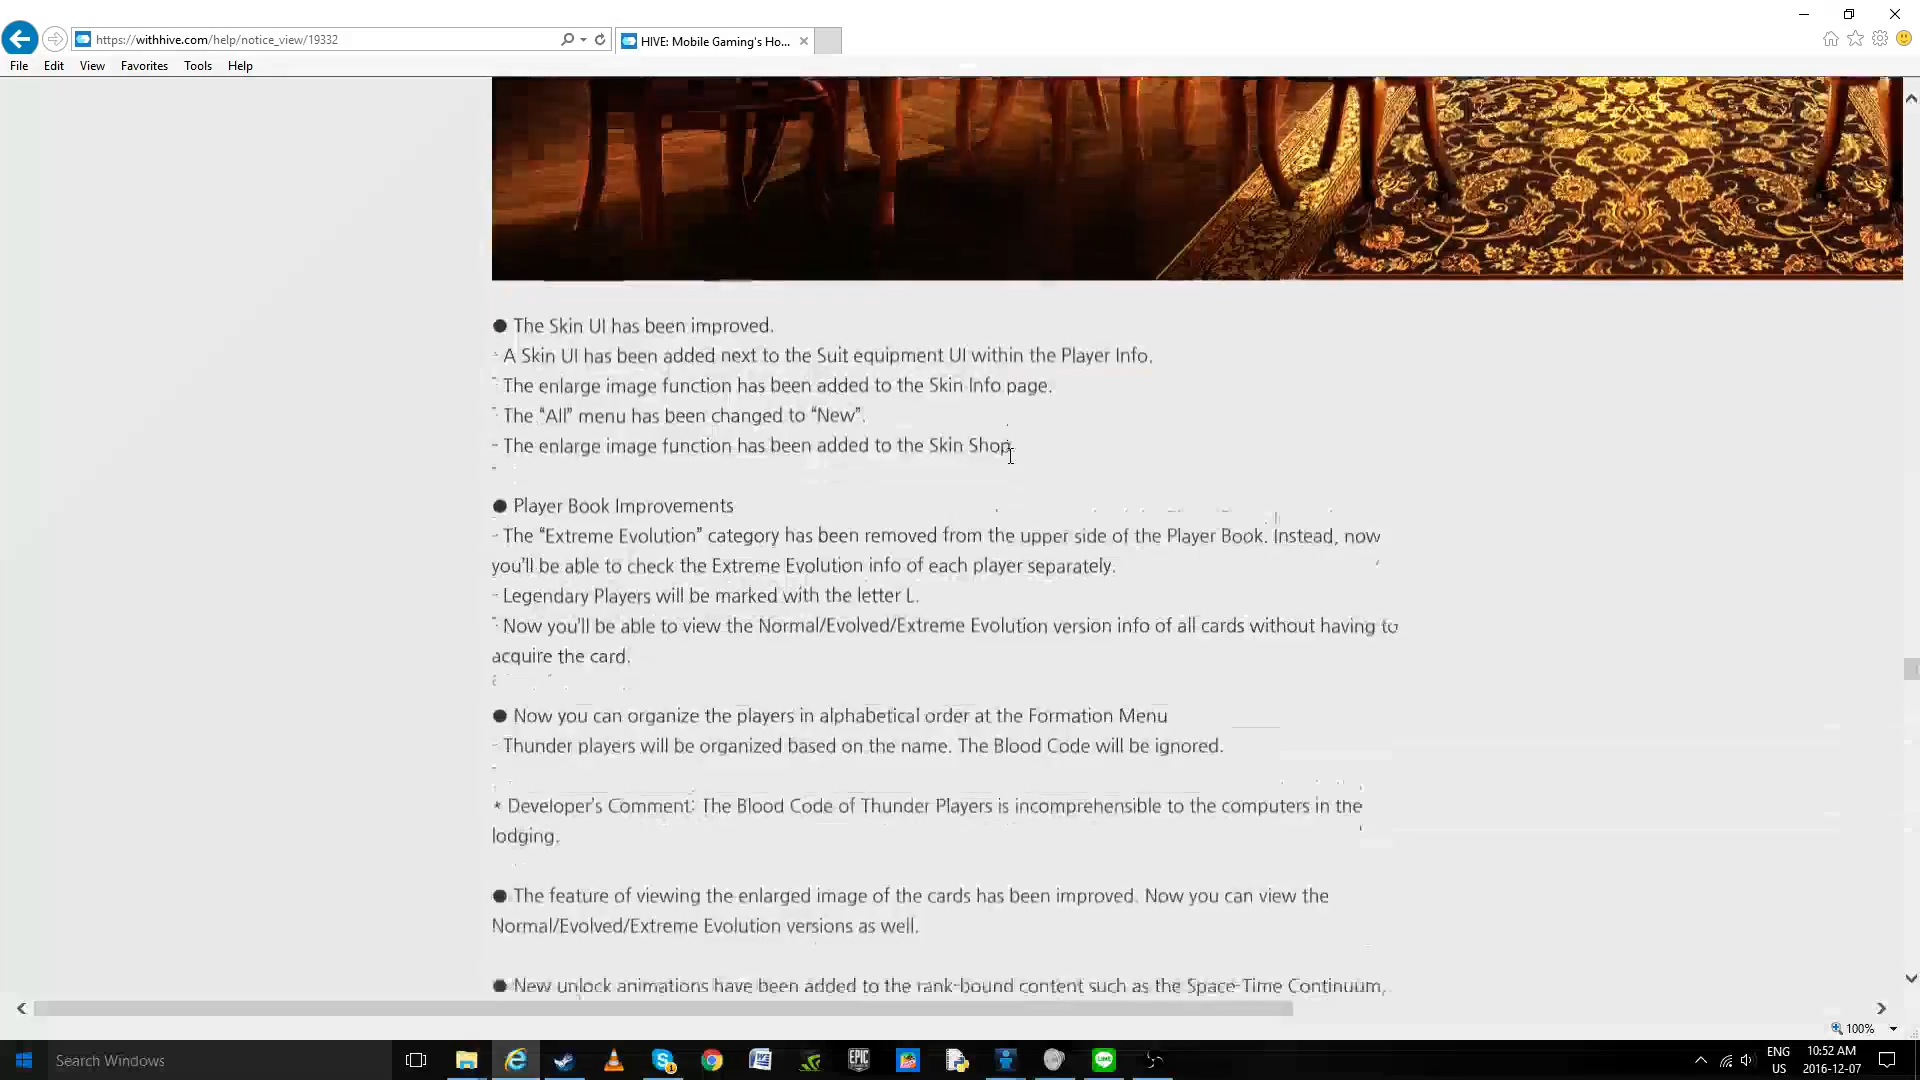 https://withhive.com/help/notice_view/19332
HIVE: Mobile Gaming's Ho...
File Edit View Favorites Tools Help
● The Skin UI has been improved.
- A Skin UI has been added next to the Suit equipment UI within the Player Info.
- The enlarge image function has been added to the Skin Info page.
- The “All” menu has been changed to “New”.
- The enlarge image function has been added to the Skin Shop
● Player Book Improvements
- The “Extreme Evolution” category has been removed from the upper side of the Player Book. Instead, now
you’ll be able to check the Extreme Evolution info of each player separately.
- Legendary Players will be marked with the letter L.
- Now you’ll be able to view the Normal/Evolved/Extreme Evolution version info of all cards without having to
acquire the card.
● Now you can organize the players in alphabetical order at the Formation Menu
- Thunder players will be organized based on the name. The Blood Code will be ignored.
* Developer’s Comment: The Blood Code of Thunder Players is incomprehensible to the computers in the
lodging.
● The feature of viewing the enlarged image of the cards has been improved. Now you can view the
Normal/Evolved/Extreme Evolution versions as well.
● New unlock animations have been added to the rank-bound content such as the Space-Time Continuum,
100%
Search Windows
EPIC
LINE
ENG
US
10:52 AM
2016-12-07